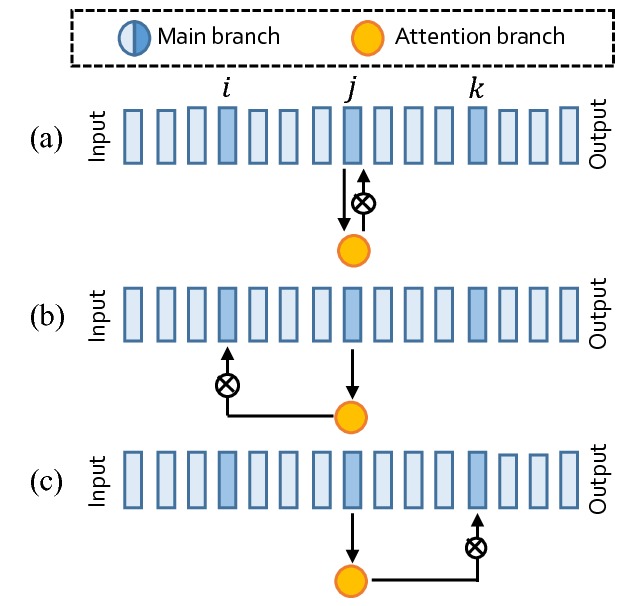 Main branch Attention branch
i j k
(a) Input Output
(b) Input Output
(c) Input Output